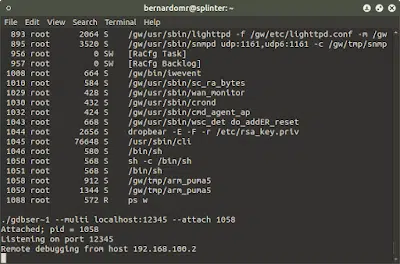 bernardomr@splinter: ~
File Edit View Search Terminal Help
893 root 2064 S /gw/usr/sbin/lighttpd -f /gw/etc/lighttpd.conf -m /gw
895 root 3520 S /gw/usr/sbin/snmpd udp:1161,udp6:1161 -c /gw/tmp/snmp
956 root 0 SW [RaCfg Task]
957 root 0 SW [RaCfg Backlog]
1008 root 664 S /gw/bin/iwevent
1010 root 584 S /gw/usr/sbin/sc_ra_bytes
1029 root 428 S /gw/usr/sbin/wan_monitor
1030 root 432 S /gw/usr/sbin/crond
1032 root 424 S /gw/usr/sbin/cmd_agent_ap
1043 root 668 S /gw/usr/sbin/wsc_det do_addER_reset
1044 root 2656 S dropbear -E -F -r /etc/rsa_key.priv
1045 root 76648 S /usr/sbin/cli
1046 root 580 S /bin/sh
1050 root 568 S sh -c /bin/sh
1051 root 568 S /bin/sh
1058 root 912 S /gw/tmp/arm_puma5
1059 root 1344 S /gw/tmp/arm_puma5
1088 root 572 R ps w
./gdbser~1 --multi localhost:12345 --attach 1058
Attached; pid = 1058
Listening on port 12345
Remote debugging from host 192.168.100.2